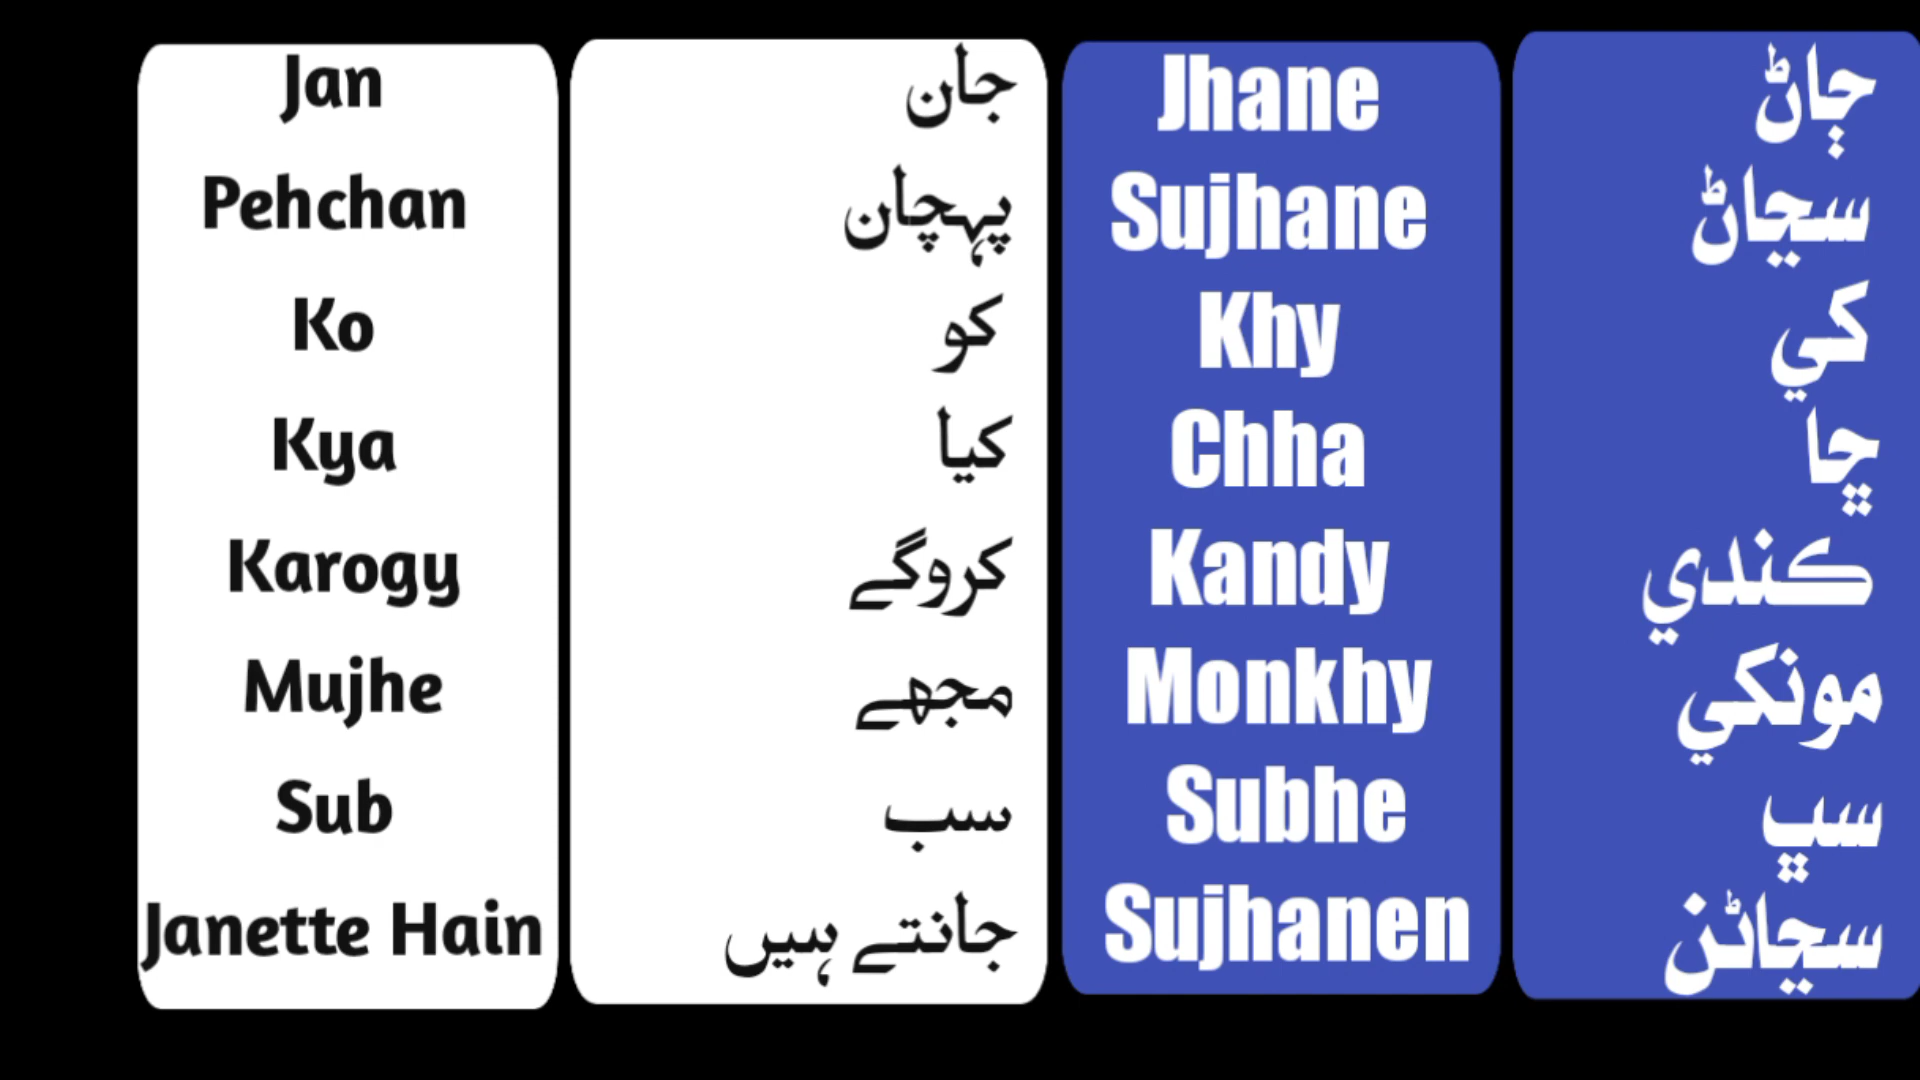 Jan جان Jhane ڄاڻ
Pehchan پہچان Sujhane سڃاڻ
Ko کو Khy کي
Kya کیا Chha ڇا
Karogy کروگے Kandy ڪندي
Mujhe مجھے Monkhy مونکي
Sub سب Subhe سڀ
Janette Hain جانتے ہیں Sujhanen سڃاڻن